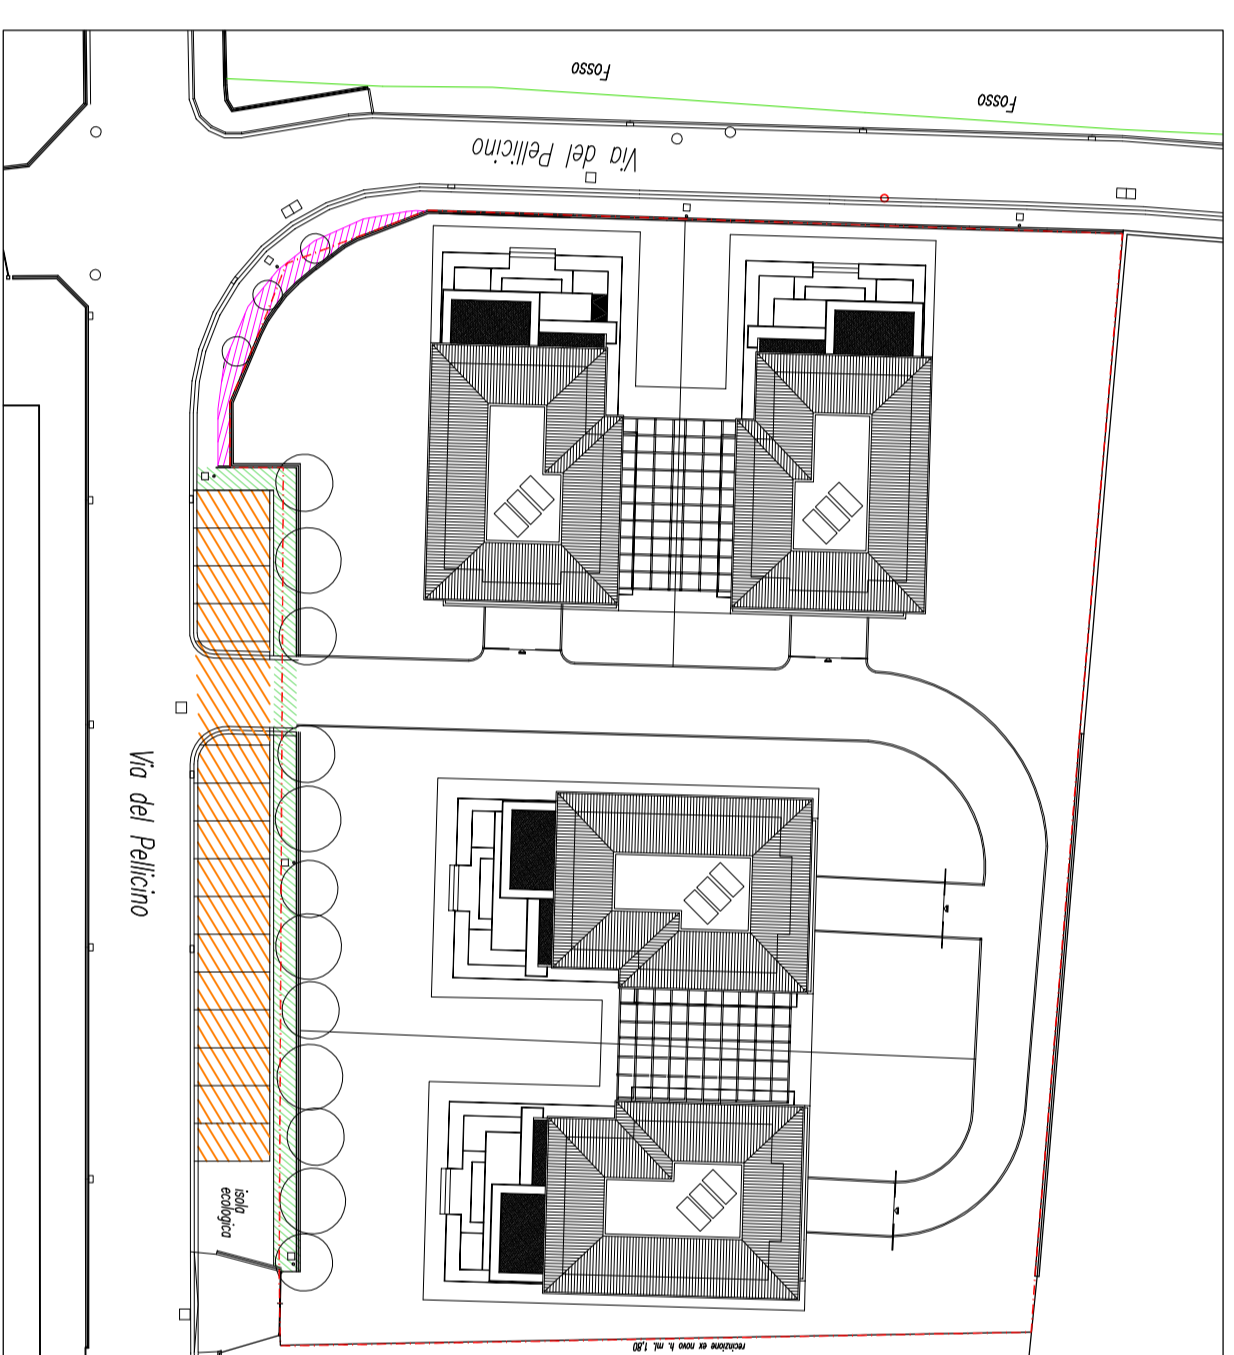 Fosso
Fosso
Via del Pellicino
Via del Pellicino
isola
ecologica
recinzione ex novo h. ml. 1,80